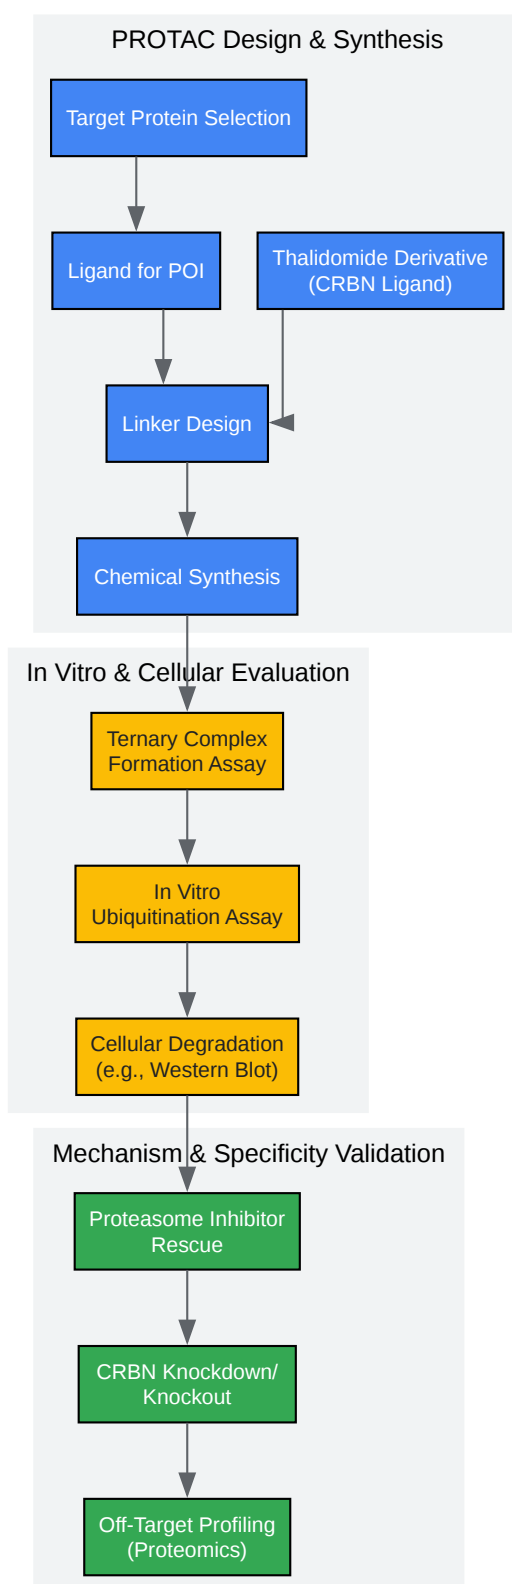 PROTAC Design & Synthesis
Target Protein Selection
Ligand for POI
Thalidomide Derivative
(CRBN Ligand)
Linker Design
Chemical Synthesis
In Vitro & Cellular Evaluation
Ternary Complex
Formation Assay
In Vitro
Ubiquitination Assay
Cellular Degradation
(e.g., Western Blot)
Mechanism & Specificity Validation
Proteasome Inhibitor
Rescue
CRBN Knockdown/
Knockout
Off-Target Profiling
(Proteomics)